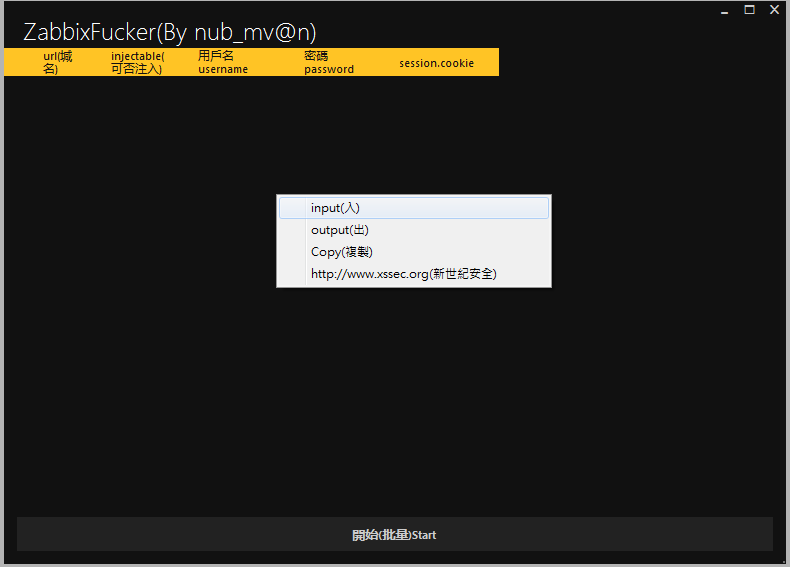 ZabbixFucker(By nub_mv@n)
url(域
名)
injectable(
可否注入)
用戶名
username
密碼
password
session.cookie
input(入)
output(出)
Copy(複製)
http://www.xssec.org(新世紀安全)
開始(批量)Start